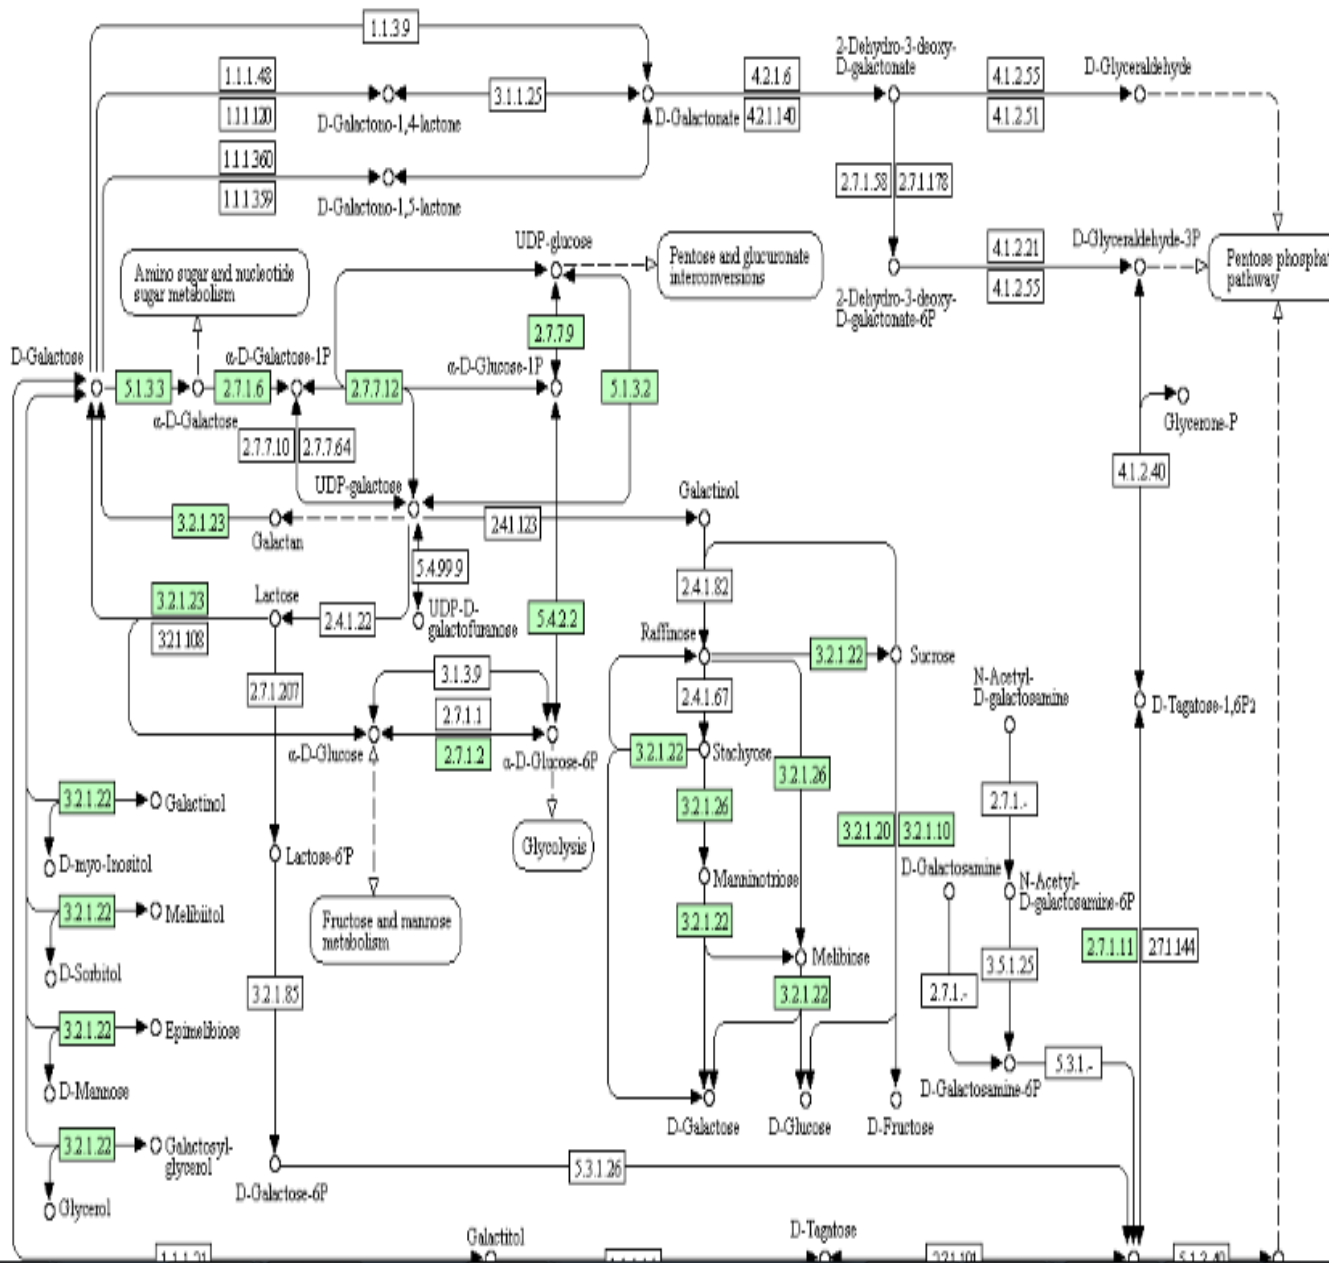 1.1.3.9
2-Dehydro-3-deoxy-
D-galactonate
1.1.1.48
3.1.1.25
4.2.1.6
4.1.2.55
D-Glyceraldehyde
1.1.1.120
D-Galactono-1,4-lactone
D-Galactonate
4.2.1.140
4.1.2.51
1.1.1.360
1.1.1.359
D-Galactono-1,5-lactone
2.7.1.58
2.7.1.178
UDP-glucose
Pentose and glucuronate
interconversions
4.1.2.21
D-Glyceraldehyde-3P
4.1.2.55
2-Dehydro-3-deoxy-
D-galactonate-6P
Pentose phosphat
pathway
Amino sugar and nucleotide
sugar metabolism
2.7.7.9
D-Galactose
α-D-Galactose-1P
α-D-Glucose-1P
5.1.3.3
2.7.1.6
2.7.7.12
5.1.3.2
α-D-Galactose
Glycerone-P
2.7.7.10
2.7.7.64
4.1.2.40
UDP-galactose
Galactinol
3.2.1.23
Galactan
2.4.1.123
5.4.99.9
2.4.1.82
3.2.1.23
Lactose
2.4.1.22
UDP-D-
galactofuranose
5.4.2.2
3.2.1.108
Raffinose
3.2.1.22
Sucrose
3.1.3.9
2.7.1.207
2.4.1.67
N-Acetyl-
D-galactosamine
2.7.1.1
D-Tagatose-1,6P2
α-D-Glucose
2.7.1.2
α-D-Glucose-6P
3.2.1.22
Stachyose
3.2.1.26
3.2.1.22
Galactinol
3.2.1.26
2.7.1.-
3.2.1.20
3.2.1.10
Glycolysis
D-myo-Inositol
Lactose-6'P
Manninotriose
D-Galactosamine
N-Acetyl-
D-galactosamine-6P
3.2.1.22
Melibiitol
Fructose and mannose
metabolism
3.2.1.22
2.7.1.11
2.7.1.144
Melibiose
D-Sorbitol
3.2.1.85
3.2.1.22
3.5.1.25
2.7.1.-
3.2.1.22
Epimelibiose
5.3.1.-
D-Mannose
D-Galactosamine-6P
D-Galactose
D-Glucose
D-Fructose
3.2.1.22
Galactosyl-
glycerol
5.3.1.26
D-Galactose-6P
Glycerol
Galactitol
D-Tagatose
1.1.1.21
2.7.1.101